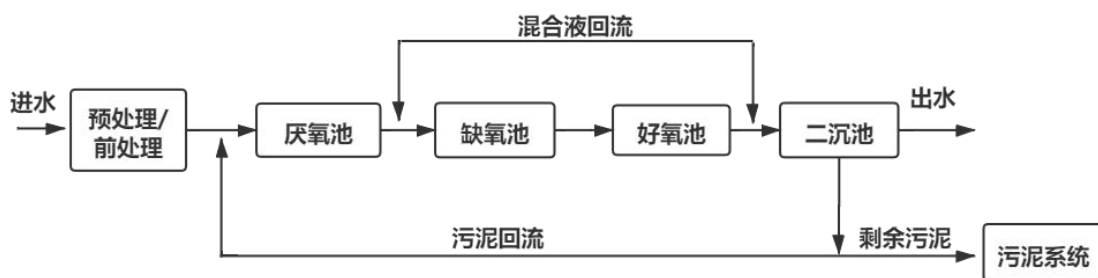 混合液回流
进水
预处理/
前处理
厌氧池
缺氧池
好氧池
二沉池
出水
污泥回流
剩余污泥
污泥系统